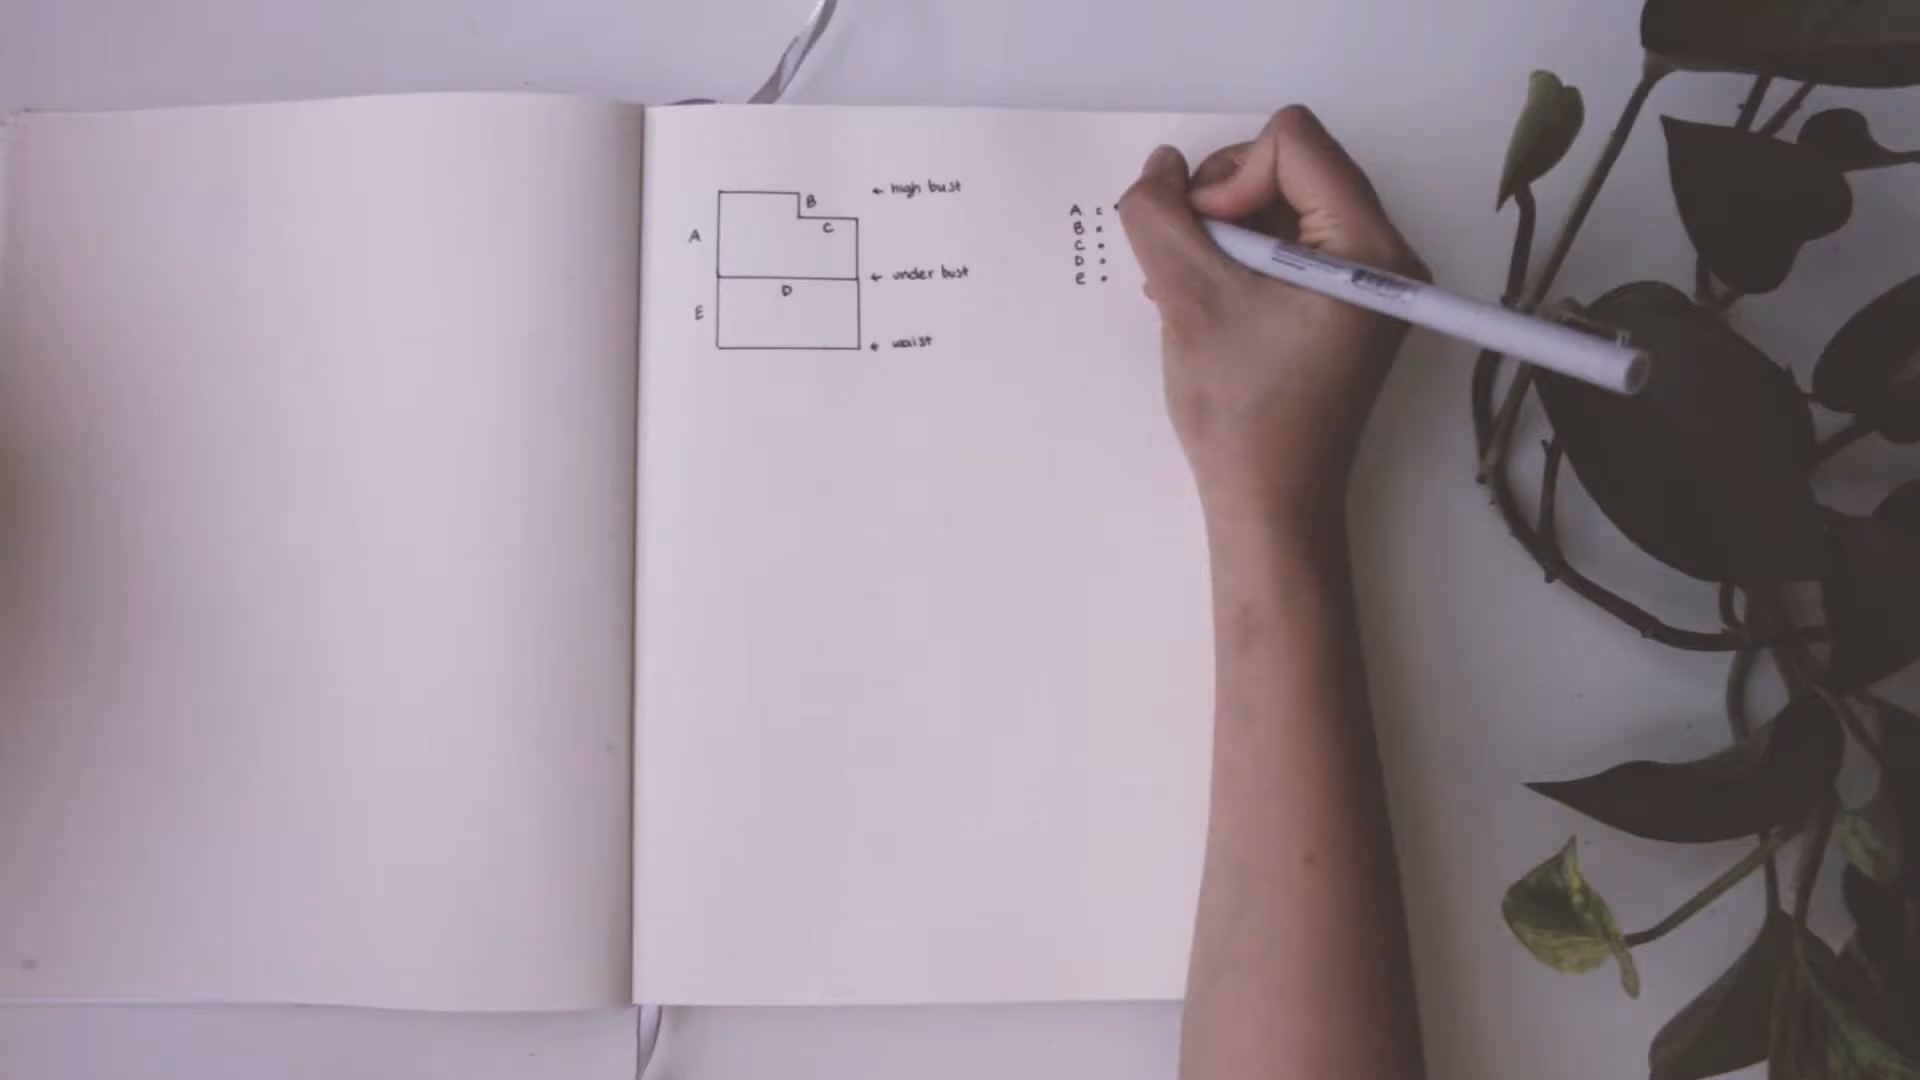 ← high bust
B
C
A
← under bust
D
E
← waist
A =
B =
C =
D =
E =